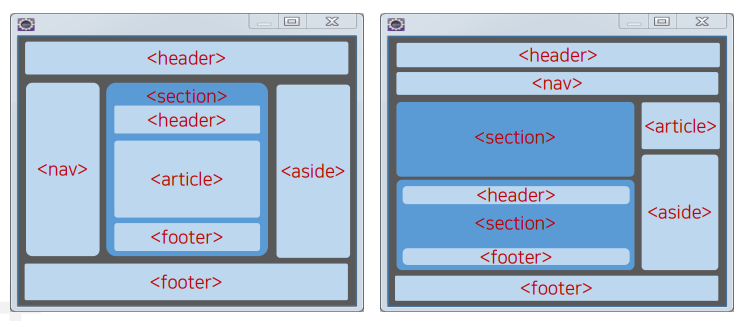 <header>
<nav>
<section>
<header>
<article>
<footer>
<aside>
<footer>
<header>
<nav>
<section>
<article>
<header>
<section>
<footer>
<aside>
<footer>